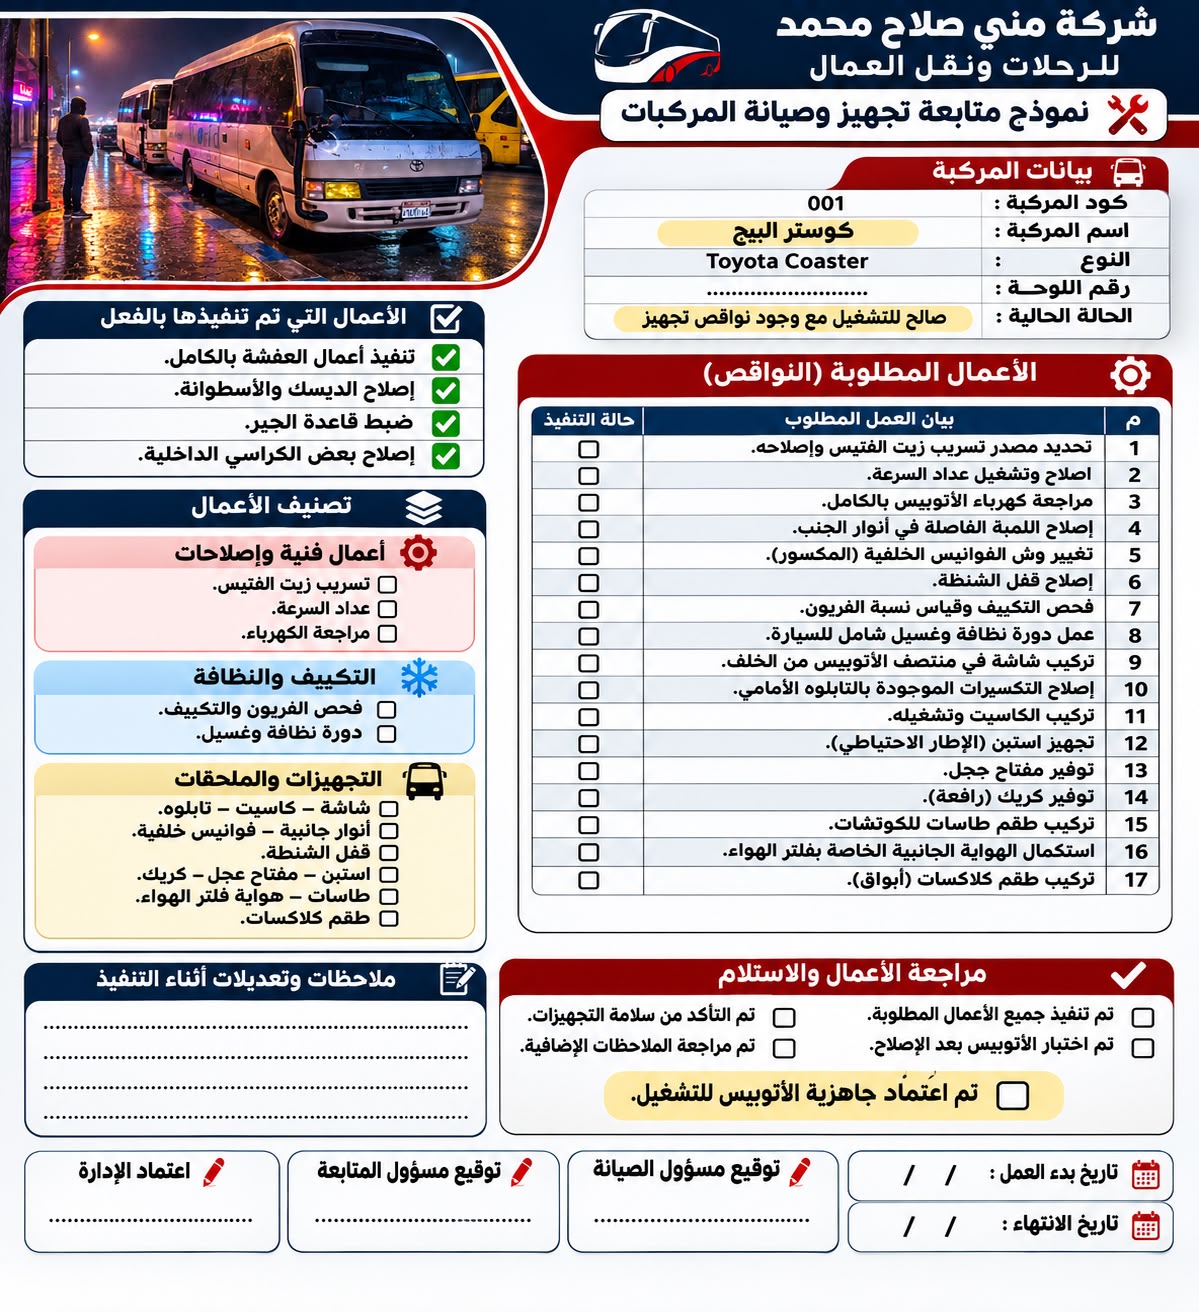 شركة مني صلاح محمد
للرحلات ونقل العمال
نموذج متابعة تجهيز وصيانة المركبات
بيانات المركبة
كود المركبة : 001
اسم المركبة : كوستر البيج
النوع : Toyota Coaster
رقم اللوحــة : ........................
الحالة الحالية : صالح للتشغيل مع وجود نواقص تجهيز
الأعمال التي تم تنفيذها بالفعل
تنفيذ أعمال العفشة بالكامل.
إصلاح الديسك والأسطوانة.
ضبط قاعدة الجير.
إصلاح بعض الكراسي الداخلية.
الأعمال المطلوبة (النواقص)
م بيان العمل المطلوب حالة التنفيذ
1 تحديد مصدر تسريب زيت الفتيس وإصلاحه.
2 اصلاح وتشغيل عداد السرعة.
3 مراجعة كهرباء الأتوبيس بالكامل.
4 إصلاح اللمبة الفاصلة في أنوار الجنب.
5 تغيير وش الفوانيس الخلفية (المكسور).
6 إصلاح قفل الشنظة.
7 فحص التكييف وقياس نسبة الفريون.
8 عمل دورة نظافة وغسيل شامل للسيارة.
9 تركيب شاشة في منتصف الأتوبيس من الخلف.
10 إصلاح التكسيرات الموجودة بالتابلوه الأمامي.
11 تركيب الكاسيت وتشغيله.
12 تجهيز استبن (الإطار الاحتياطي).
13 توفير مفتاح ججل.
14 توفير كريك (رافعة).
15 تركيب طقم طاسات للكوتشات.
16 استكمال الهواية الجانبية الخاصة بفلتر الهواء.
17 تركيب طقم كلاكسات (أبواق).
تصنيف الأعمال
أعمال فنية وإصلاحات
تسريب زيت الفتيس.
عداد السرعة.
مراجعة الكهرباء.
التكييف والنظافة
فحص الفريون والتكييف.
دورة نظافة وغسيل.
التجهيزات والملحقات
شاشة – كاسيت – تابلوه.
أنوار جانبية – فوانيس خلفية.
قفل الشنطة.
استبن – مفتاح عجل – كريك.
طاسات – هواية فلتر الهواء.
طقم كلاكسات.
مراجعة الأعمال والاستلام
تم تنفيذ جميع الأعمال المطلوبة. تم التأكد من سلامة التجهيزات.
تم اختبار الأتوبيس بعد الإصلاح. تم مراجعة الملاحظات الإضافية.
تم اعتماد جاهزية الأتوبيس للتشغيل.
ملاحظات وتعديلات أثناء التنفيذ
تاريخ بدء العمل : / /
تاريخ الانتهاء : / /
توقيع مسؤول الصيانة
توقيع مسؤول المتابعة
اعتماد الإدارة